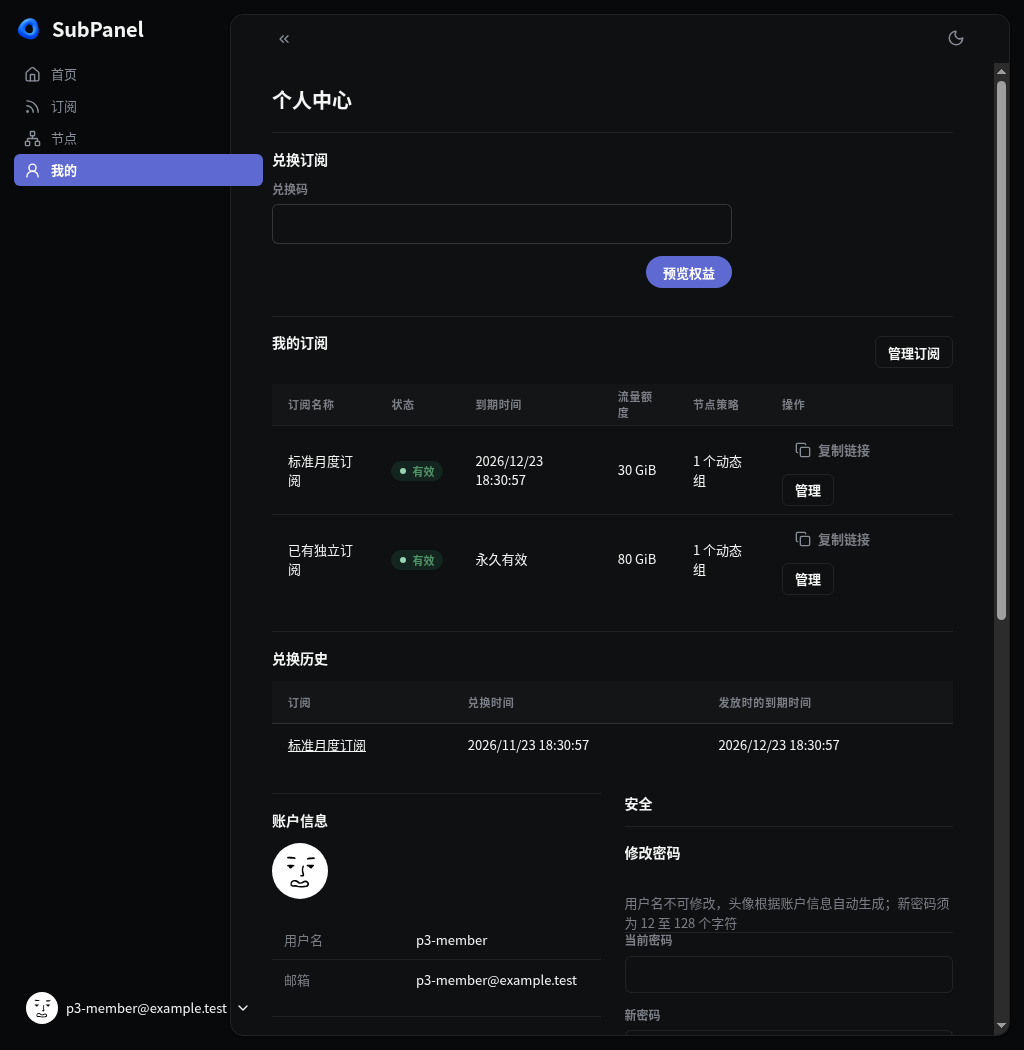 SubPanel
首页
订阅
节点
我的
个人中心
兑换订阅
兑换码
预览权益
我的订阅
管理订阅
订阅名称 状态 到期时间 流量额度 节点策略 操作
标准月度订阅 有效 2026/12/23 18:30:57 30 GiB 1 个动态组 复制链接 管理
已有独立订阅 有效 永久有效 80 GiB 1 个动态组 复制链接 管理
兑换历史
订阅 兑换时间 发放时的到期时间
标准月度订阅 2026/11/23 18:30:57 2026/12/23 18:30:57
账户信息
用户名 p3-member
邮箱 p3-member@example.test
安全
修改密码
用户名不可修改，头像根据账户信息自动生成；新密码须
为 12 至 128 个字符
当前密码
新密码
p3-member@example.test